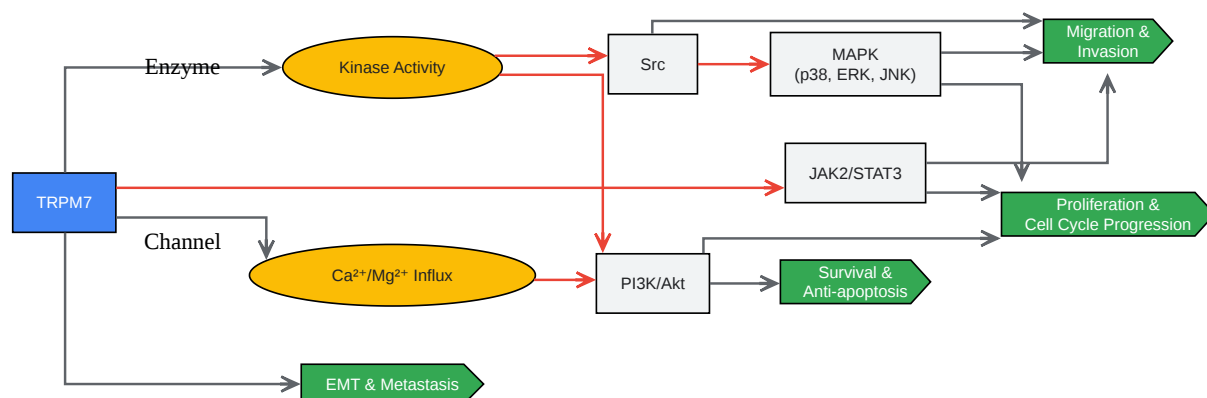 Migration &
Invasion
Enzyme
Kinase Activity
Src
MAPK
(p38, ERK, JNK)
TRPM7
JAK2/STAT3
Proliferation &
Cell Cycle Progression
Channel
Ca²⁺/Mg²⁺ Influx
PI3K/Akt
Survival &
Anti-apoptosis
EMT & Metastasis